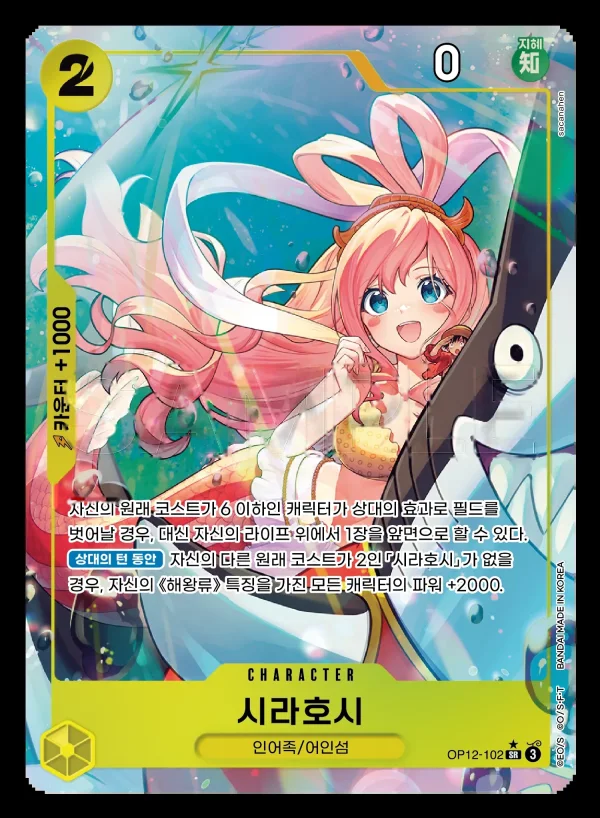 2
0
지혜
知
sacanahen
카운터 +1000
SAMPLE
자신의 원래 코스트가 6 이하인 캐릭터가 상대의 효과로 필드를
벗어날 경우, 대신 자신의 라이프 위에서 1장을 앞면으로 할 수 있다.
상대의 턴 동안 자신의 다른 원래 코스트가 2인 「시라호시」가 없을
경우, 자신의 《해왕류》 특징을 가진 모든 캐릭터의 파워 +2000.
©EO/S ©O/S·F·T BANDAI MADE IN KOREA
CHARACTER
시라호시
인어족/어인섬
OP12-102 SR 3